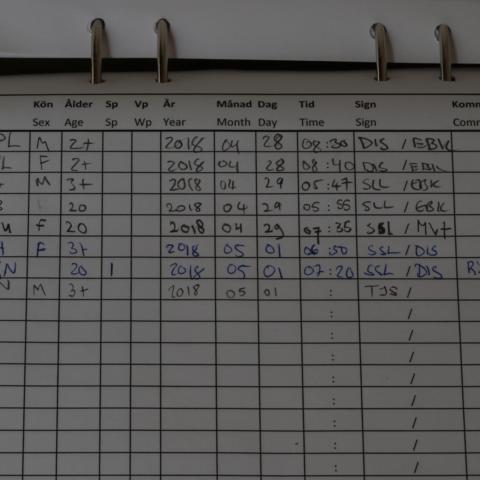 Kön Ålder Sp Vp År Månad Dag Tid Sign Komm
Sex Age Sp Wp Year Month Day Time Sign Comm
PL M 2+ 2018 04 28 08:30 DIS / EBK
L F 2+ 2018 04 28 08:40 DIS / EBK
M 3+ 2018 04 29 05:47 SLL / EBK
20 2018 04 29 05:55 SLL / EBK
F 20 2018 04 29 07:35 SSL /
F 3+ 2018 05 01 06:50 SSL / DIS
N 20 1 2018 05 01 07:20 SSL / DIS
M 3+ 2018 05 01 : TJS /
: /
: /
: /
: /
: /
: /
: /
: /